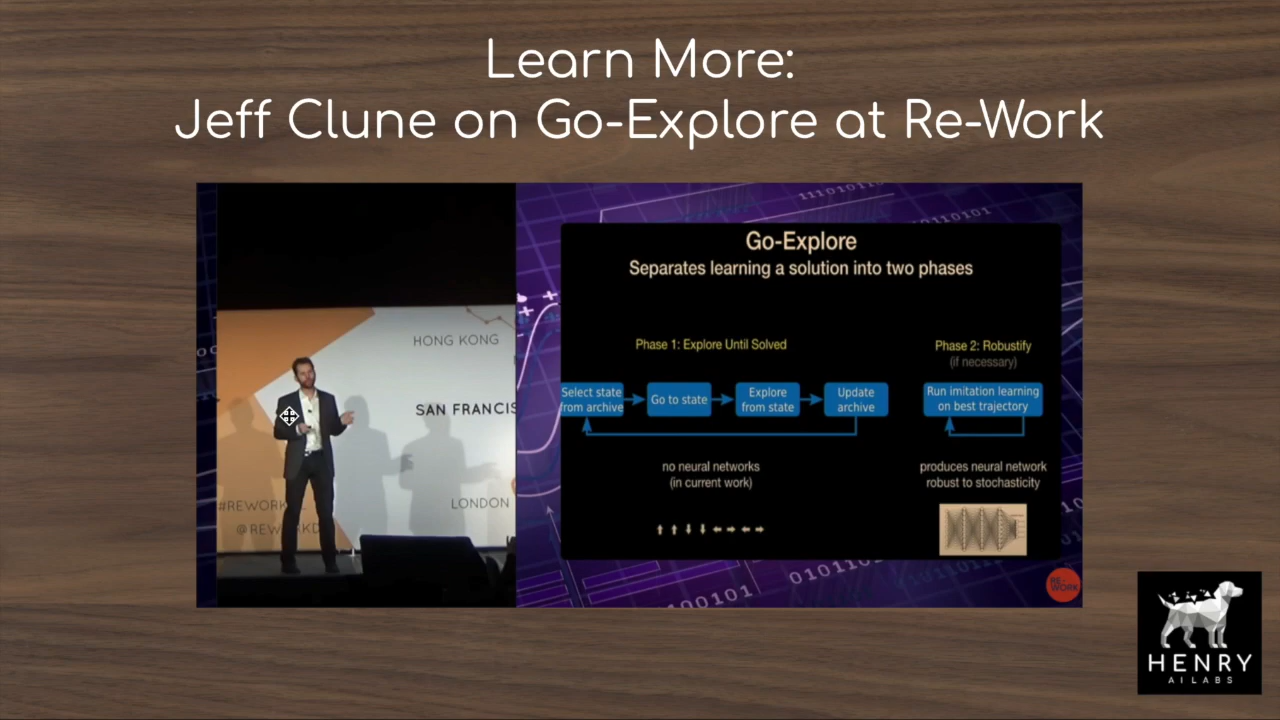 Learn More:
Jeff Clune on Go-Explore at Re-Work
HONG KONG
SAN FRANCIS
LONDON
#REWORK
@REWORKD
Go-Explore
Separates learning a solution into two phases
Phase 1: Explore Until Solved
Select state
from archive
Go to state
Explore
from state
Update
archive
no neural networks
(in current work)
Phase 2: Robustify
(if necessary)
Run imitation learning
on best trajectory
produces neural network
robust to stochasticity
RE-
WORK
HENRY
AI LABS